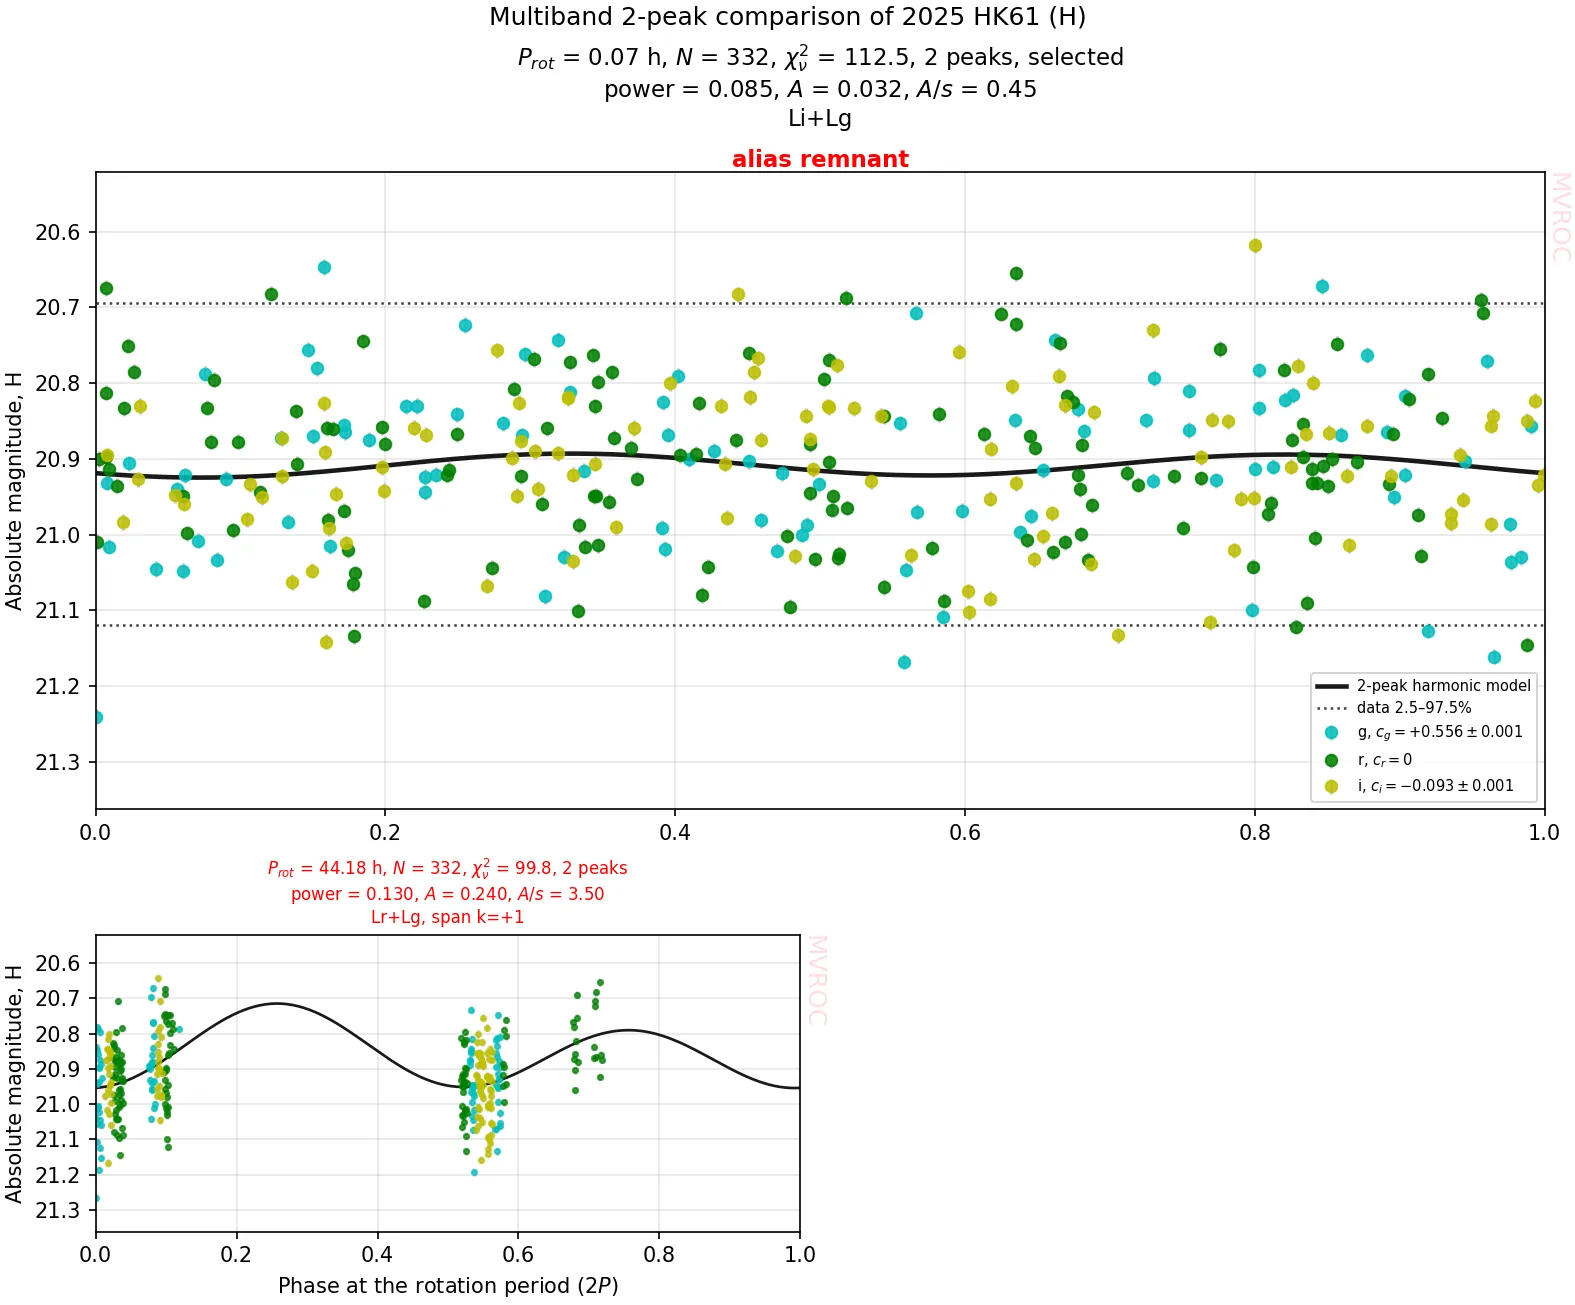 Multiband 2-peak comparison of 2025 HK61 (H)
P_rot = 0.07 h, N = 332, χ²_ν = 112.5, 2 peaks, selected
power = 0.085, A = 0.032, A/s = 0.45
Li+Lg
alias remnant
MVROC
Absolute magnitude, H
20.6
20.7
20.8
20.9
21.0
21.1
21.2
21.3
2-peak harmonic model
data 2.5–97.5%
g, c_g = +0.556 ± 0.001
r, c_r = 0
i, c_i = −0.093 ± 0.001
0.0 0.2 0.4 0.6 0.8 1.0
P_rot = 44.18 h, N = 332, χ²_ν = 99.8, 2 peaks
power = 0.130, A = 0.240, A/s = 3.50
Lr+Lg, span k=+1
MVROC
Absolute magnitude, H
20.6
20.7
20.8
20.9
21.0
21.1
21.2
21.3
0.0 0.2 0.4 0.6 0.8 1.0
Phase at the rotation period (2P)